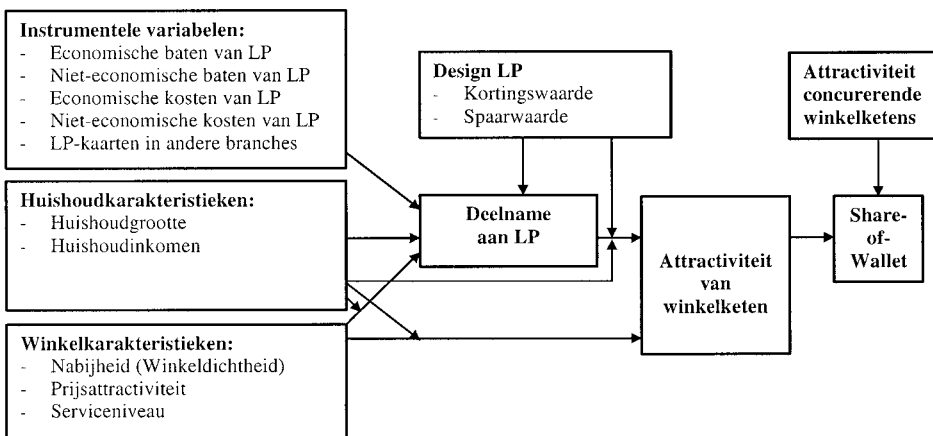 Instrumentele variabelen:
- Economische baten van LP
- Niet-economische baten van LP
- Economische kosten van LP
- Niet-economische kosten van LP
- LP-kaarten in andere branches
Design LP
- Kortingswaarde
- Spaarwaarde
Attractiviteit
concurerende
winkelketens
Huishoudkarakteristieken:
- Huishoudgrootte
- Huishoudinkomen
Deelname
aan LP
Attractiviteit
van
winkelketen
Share-
of-
Wallet
Winkelkarakteristieken:
- Nabijheid (Winkeldichtheid)
- Prijsattractiviteit
- Serviceniveau